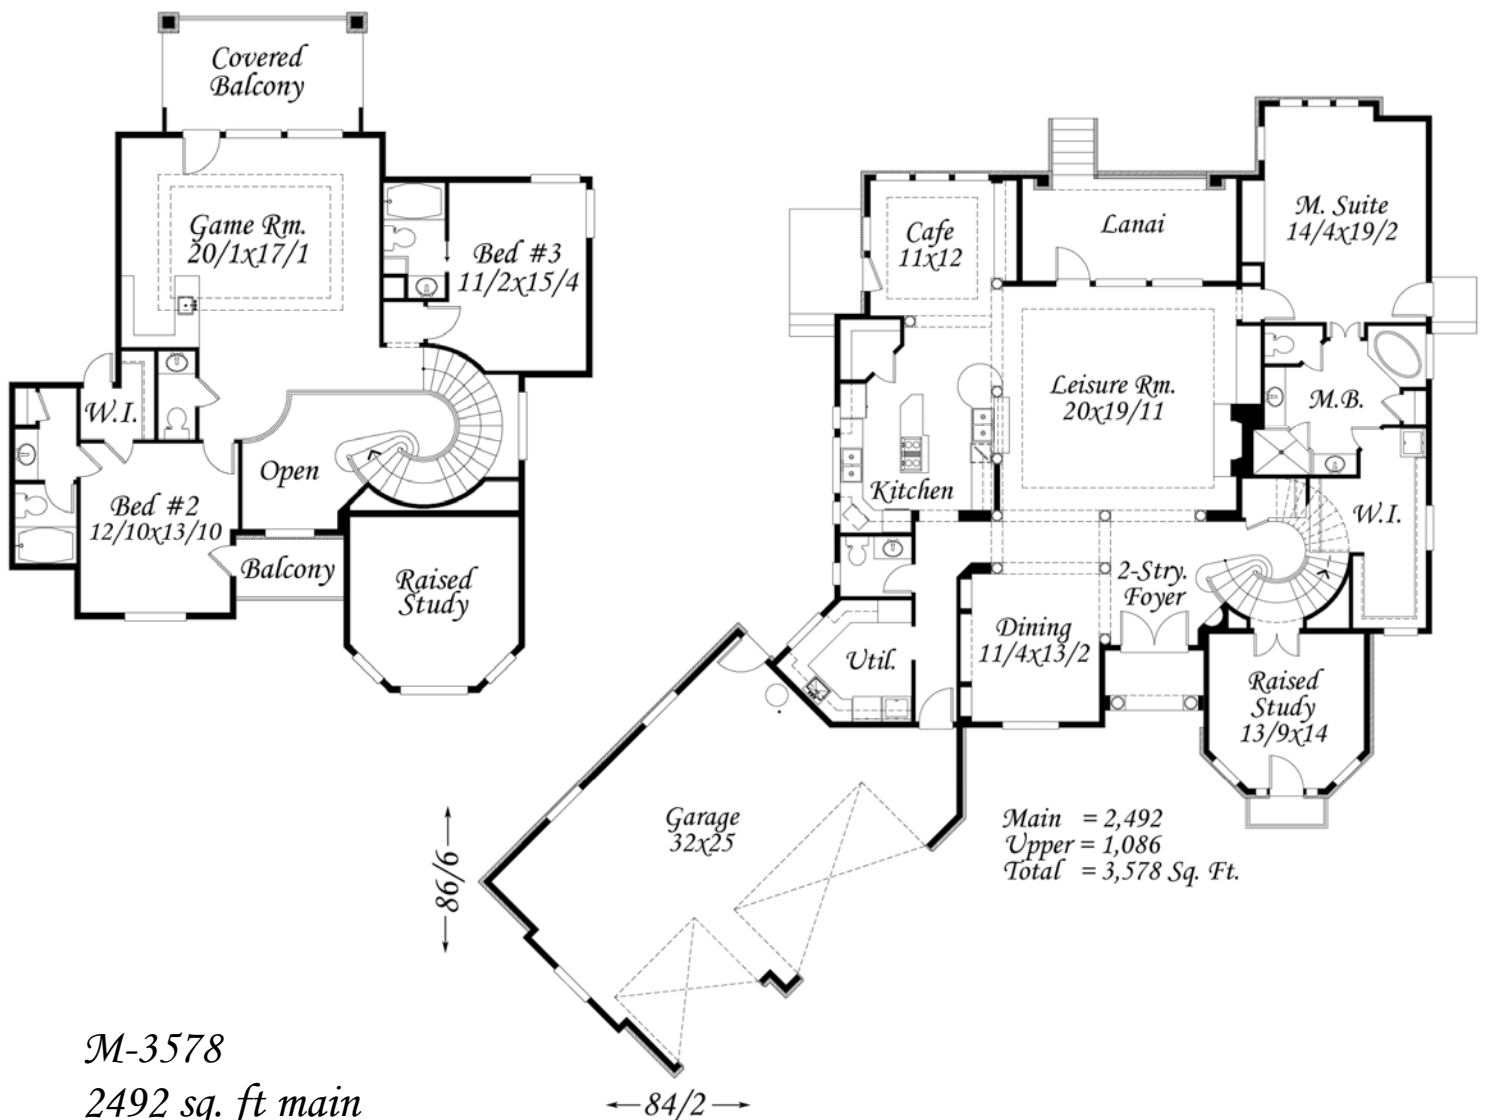 Covered
Balcony
Game Rm.
20/1x17/1
Bed #3
11/2x15/4
W.I.
Open
Bed #2
12/10x13/10
Balcony
Raised
Study
Cafe
11x12
Lanai
M. Suite
14/4x19/2
Leisure Rm.
20x19/11
M.B.
Kitchen
W.I.
2-Stry.
Foyer
Dining
11/4x13/2
Util.
Raised
Study
13/9x14
Garage
32x25
Main = 2,492
Upper = 1,086
Total = 3,578 Sq. Ft.
86/6
84/2
M-3578
2492 sq. ft main